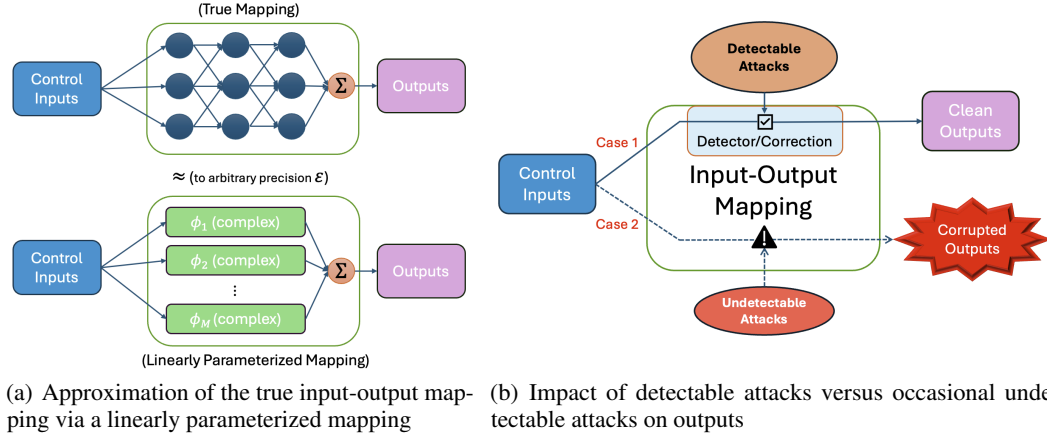 (True Mapping)
Control
Inputs
Σ
Outputs
≈ (to arbitrary precision ε)
Control
Inputs
ϕ₁ (complex)
ϕ₂ (complex)
⋮
ϕ_M (complex)
Σ
Outputs
(Linearly Parameterized Mapping)
(a) Approximation of the true input-output map-
ping via a linearly parameterized mapping
Detectable
Attacks
Detector/Correction
Clean
Outputs
Case 1
Control
Inputs
Input-Output
Mapping
Case 2
Corrupted
Outputs
Undetectable
Attacks
(b) Impact of detectable attacks versus occasional unde
tectable attacks on outputs